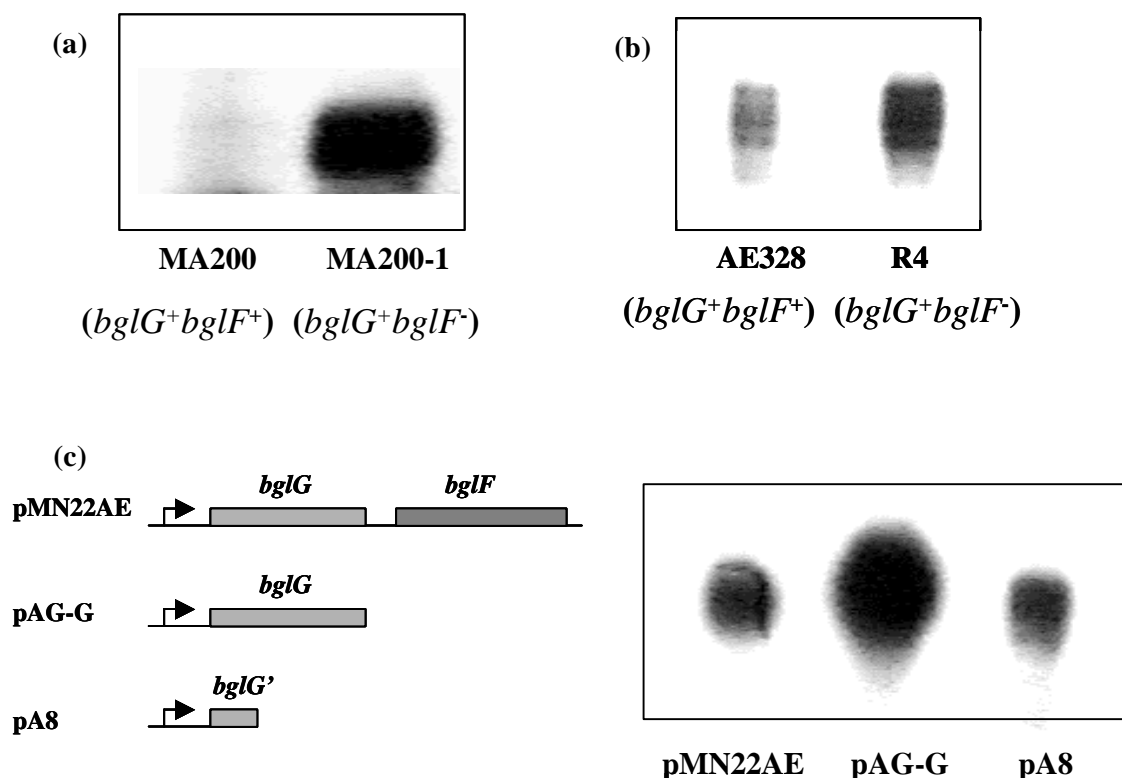 (a)
MA200 MA200-1
(bglG⁺bglF⁺) (bglG⁺bglF⁻)
(b)
AE328 R4
(bglG⁺bglF⁺) (bglG⁺bglF⁻)
(c)
bglG bglF
pMN22AE
bglG
pAG-G
bglG’
pA8
pMN22AE pAG-G pA8